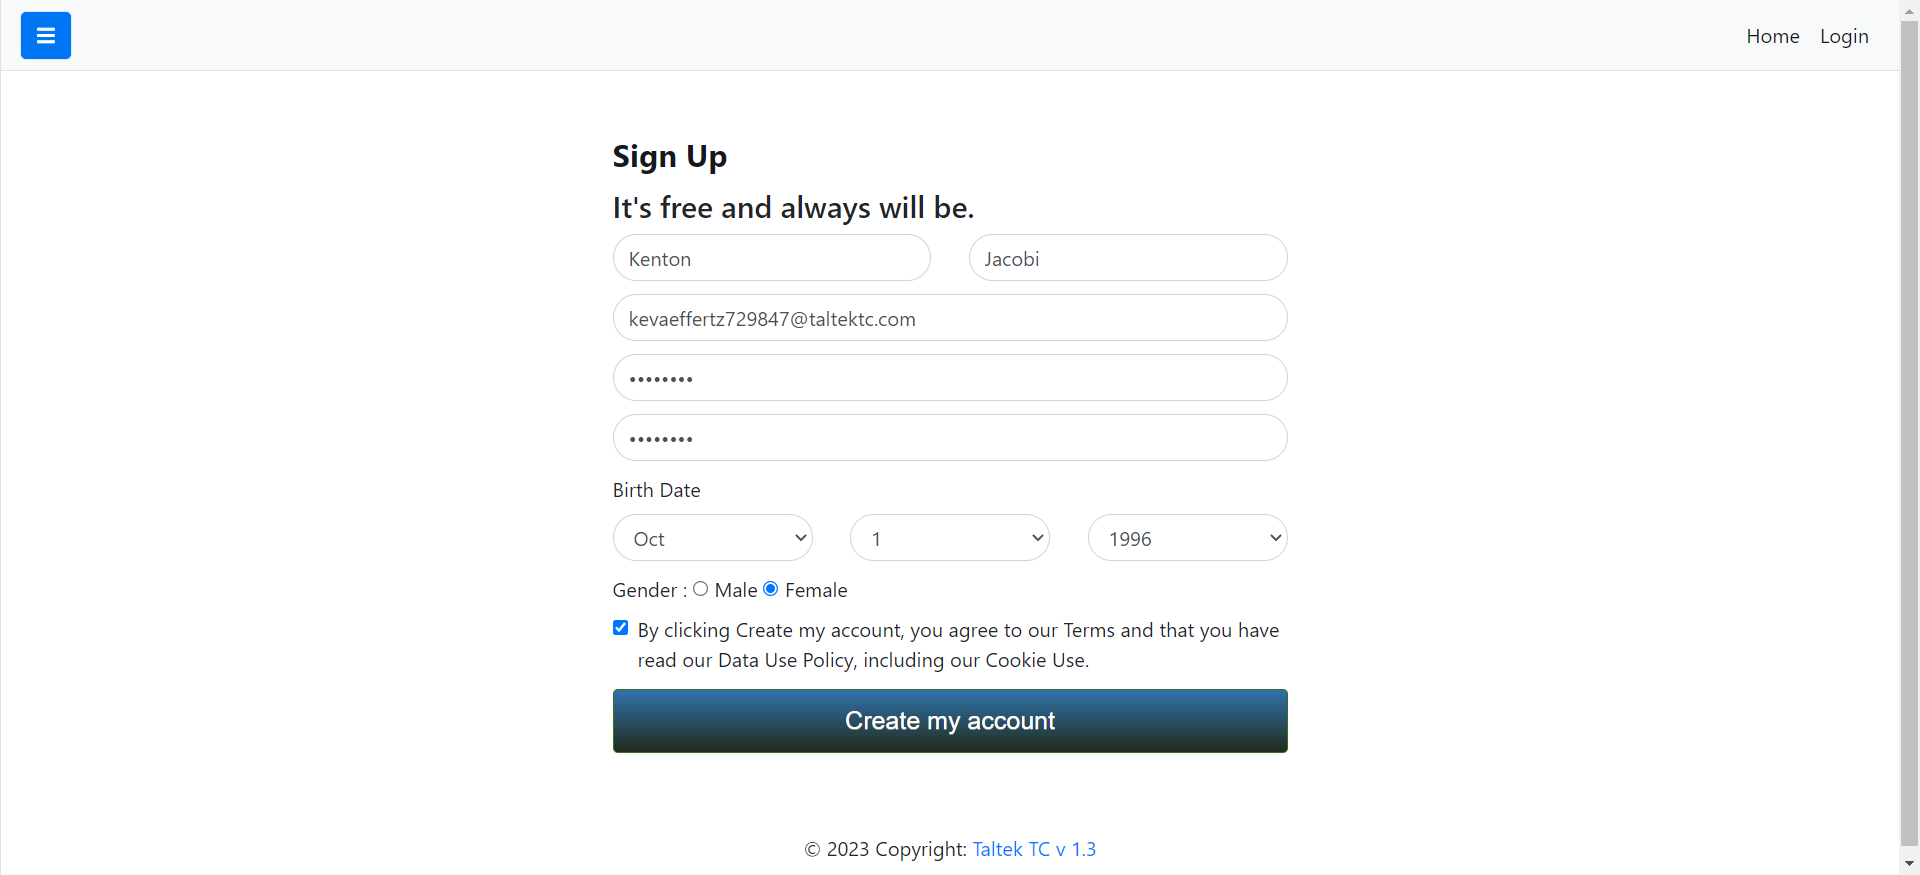 Home Login
Sign Up
It's free and always will be.
Kenton Jacobi
kevaeffertz729847@taltektc.com
••••••••
••••••••
Birth Date
Oct 1 1996
Gender : Male Female
By clicking Create my account, you agree to our Terms and that you have
read our Data Use Policy, including our Cookie Use.
Create my account
© 2023 Copyright: Taltek TC v 1.3